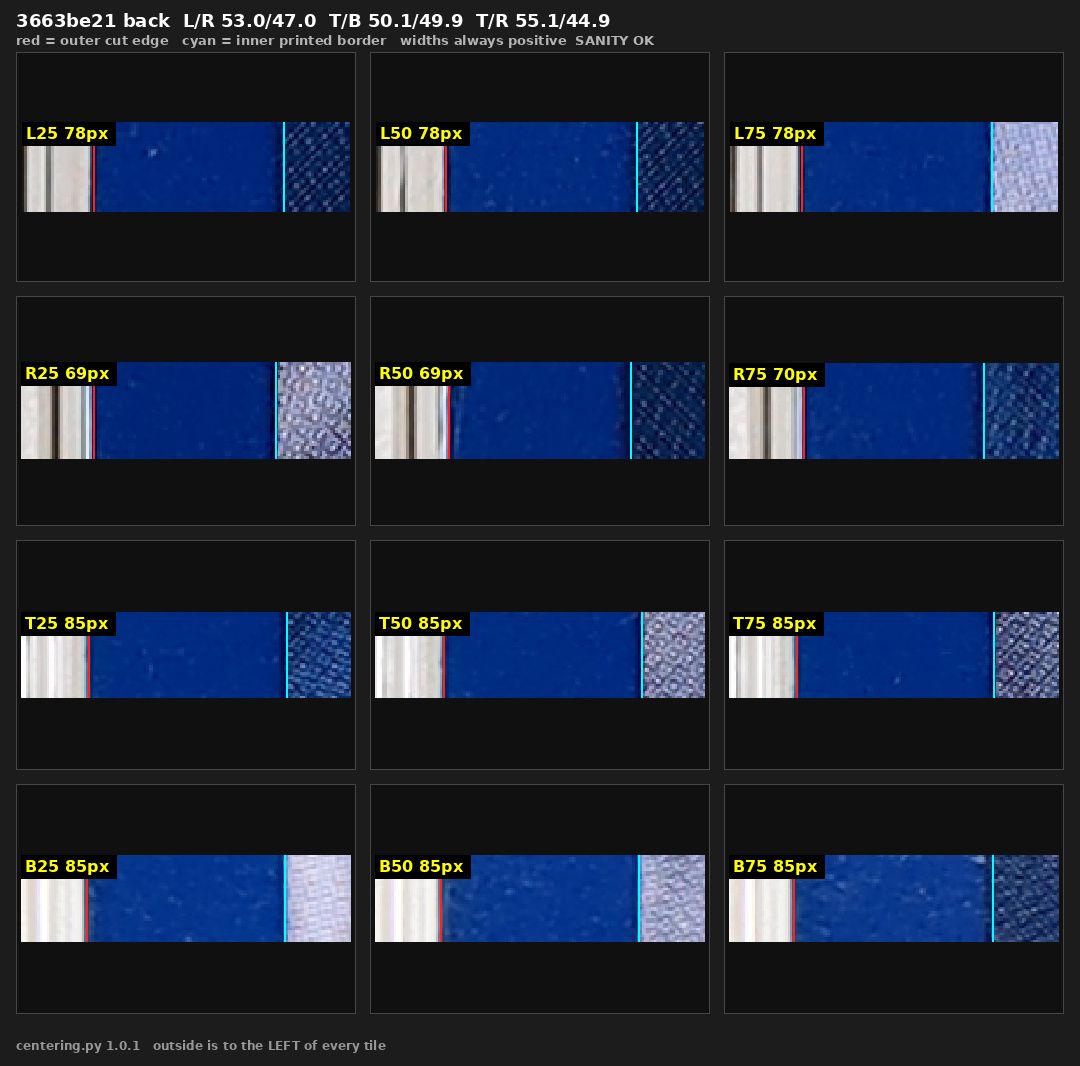 3663be21 back  L/R 53.0/47.0  T/B 50.1/49.9  T/R 55.1/44.9
red = outer cut edge   cyan = inner printed border   widths always positive  SANITY OK
L25 78px
L50 78px
L75 78px
R25 69px
R50 69px
R75 70px
T25 85px
T50 85px
T75 85px
B25 85px
B50 85px
B75 85px
centering.py 1.0.1   outside is to the LEFT of every tile